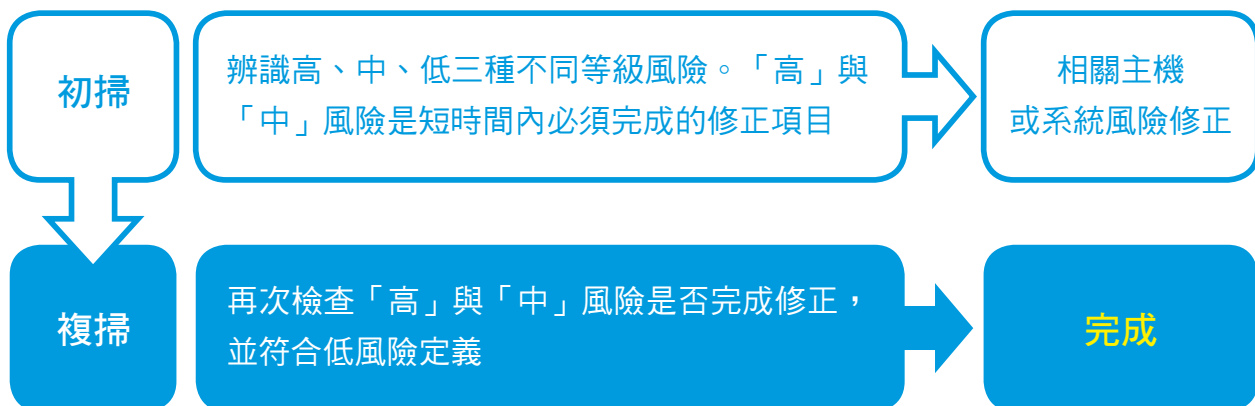 初掃
辨識高、中、低三種不同等級風險。「高」與
「中」風險是短時間內必須完成的修正項目
相關主機
或系統風險修正
複掃
再次檢查「高」與「中」風險是否完成修正，
並符合低風險定義
完成